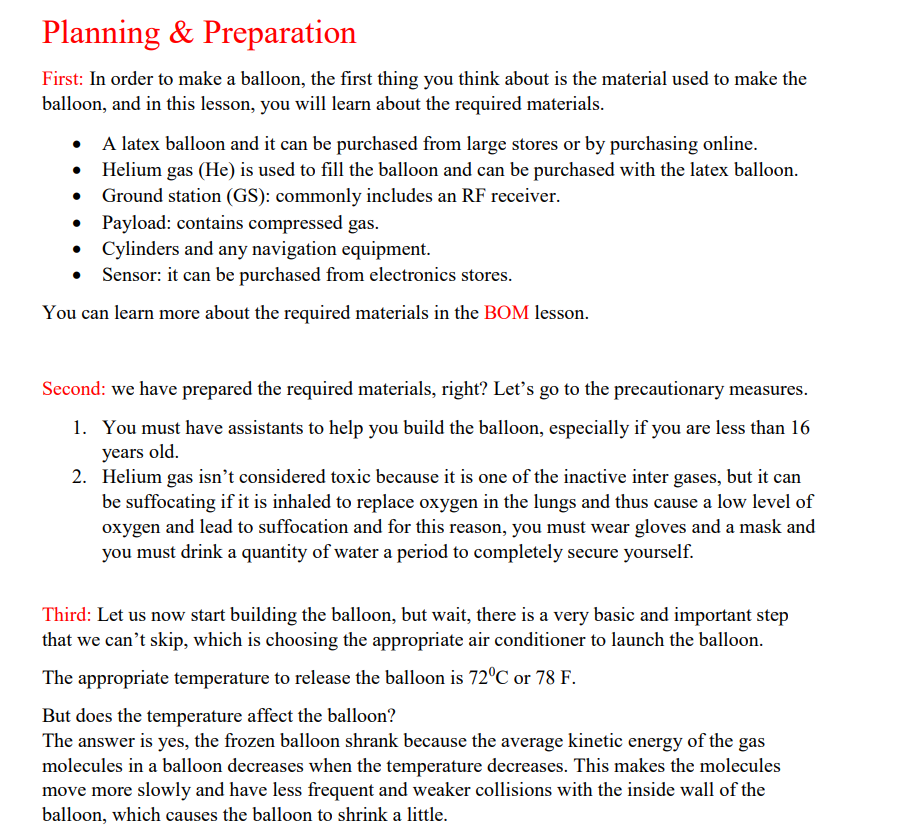 Planning & Preparation
First: In order to make a balloon, the first thing you think about is the material used to make the
balloon, and in this lesson, you will learn about the required materials.
• A latex balloon and it can be purchased from large stores or by purchasing online.
• Helium gas (He) is used to fill the balloon and can be purchased with the latex balloon.
• Ground station (GS): commonly includes an RF receiver.
• Payload: contains compressed gas.
• Cylinders and any navigation equipment.
• Sensor: it can be purchased from electronics stores.
You can learn more about the required materials in the BOM lesson.
Second: we have prepared the required materials, right? Let’s go to the precautionary measures.
1. You must have assistants to help you build the balloon, especially if you are less than 16
years old.
2. Helium gas isn’t considered toxic because it is one of the inactive inter gases, but it can
be suffocating if it is inhaled to replace oxygen in the lungs and thus cause a low level of
oxygen and lead to suffocation and for this reason, you must wear gloves and a mask and
you must drink a quantity of water a period to completely secure yourself.
Third: Let us now start building the balloon, but wait, there is a very basic and important step
that we can’t skip, which is choosing the appropriate air conditioner to launch the balloon.
The appropriate temperature to release the balloon is 72⁰C or 78 F.
But does the temperature affect the balloon?
The answer is yes, the frozen balloon shrank because the average kinetic energy of the gas
molecules in a balloon decreases when the temperature decreases. This makes the molecules
move more slowly and have less frequent and weaker collisions with the inside wall of the
balloon, which causes the balloon to shrink a little.